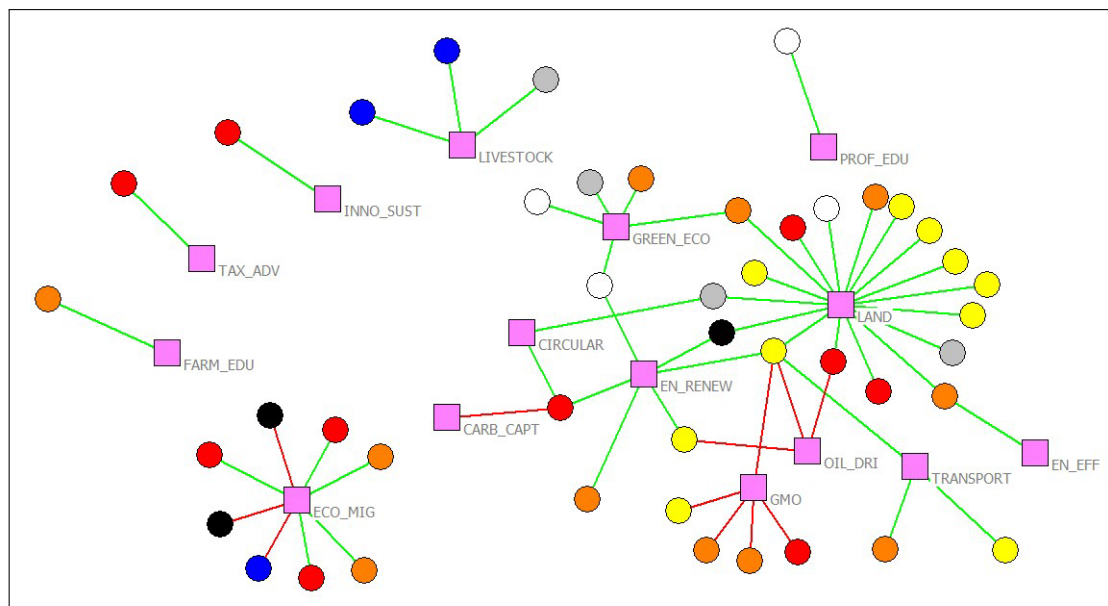 LIVESTOCK
PROF_EDU
INNO_SUST
GREEN_ECO
TAX_ADV
LAND
CIRCULAR
FARM_EDU
EN_RENEW
CARB_CAPT
OIL_DRI
EN_EFF
TRANSPORT
GMO
ECO_MIG